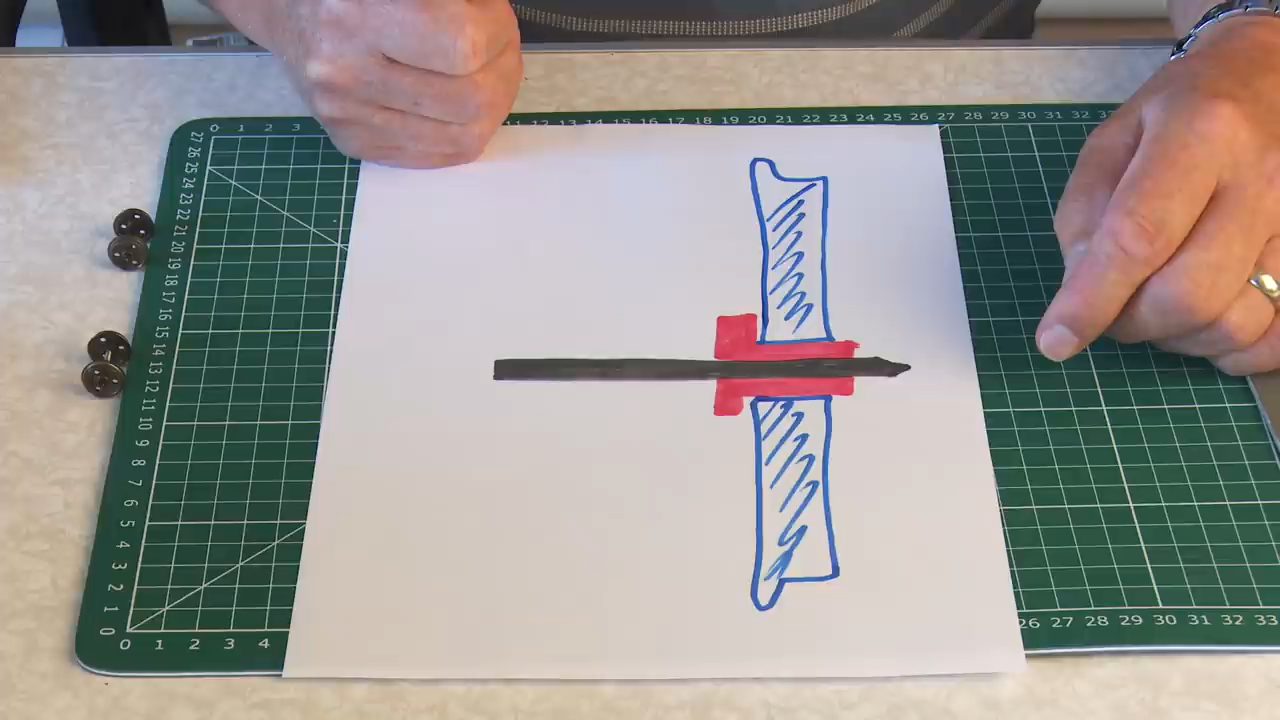 0 1 2 3
11 12 13 14 15 16 17 18 19 20 21 22 23 24 25 26 27 28 29 30 31 32
27 26 25 24 23 22 21 20 19 18 17 16 15 14 13 12 11 10 9 8 7 6 5 4 3 2 1 0
0 1 2 3 4
26 27 28 29 30 31 32 33